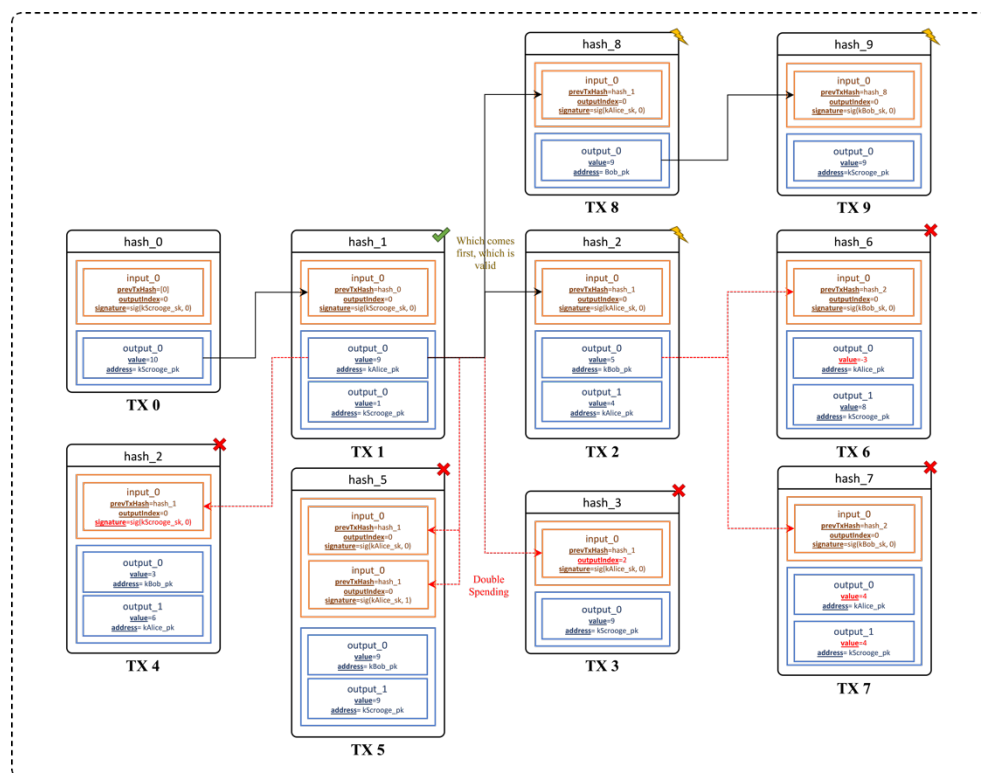 hash_8
input_0
prevTxHash=hash_1
outputIndex=0
signature=sig(kAlice_sk, 0)
output_0
value=9
address= Bob_pk
TX 8
hash_9
input_0
prevTxHash=hash_8
outputIndex=0
signature=sig(kBob_sk, 0)
output_0
value=9
address=kScrooge_pk
TX 9
hash_0
input_0
prevTxHash=[0]
outputIndex=0
signature=sig(kScrooge_sk, 0)
output_0
value=10
address= kScrooge_pk
TX 0
hash_1
input_0
prevTxHash=hash_0
outputIndex=0
signature=sig(kScrooge_sk, 0)
output_0
value=9
address= kAlice_pk
output_0
value=1
address= kScrooge_pk
TX 1
Which comes
first, which is
valid
hash_2
input_0
prevTxHash=hash_1
outputIndex=0
signature=sig(kAlice_sk, 0)
output_0
value=5
address= kBob_pk
output_1
value=4
address= kAlice_pk
TX 2
hash_6
input_0
prevTxHash=hash_2
outputIndex=0
signature=sig(kBob_sk, 0)
output_0
value=-3
address= kAlice_pk
output_1
value=8
address= kScrooge_pk
TX 6
hash_2
input_0
prevTxHash=hash_1
outputIndex=0
signature=sig(kScrooge_sk, 0)
output_0
value=3
address= kBob_pk
output_1
value=6
address= kAlice_pk
TX 4
hash_5
input_0
prevTxHash=hash_1
outputIndex=0
signature=sig(kAlice_sk, 0)
input_0
prevTxHash=hash_1
outputIndex=0
signature=sig(kAlice_sk, 1)
output_0
value=9
address= kBob_pk
output_1
value=9
address= kScrooge_pk
TX 5
Double
Spending
hash_3
input_0
prevTxHash=hash_1
outputIndex=2
signature=sig(kAlice_sk, 0)
output_0
value=9
address= kScrooge_pk
TX 3
hash_7
input_0
prevTxHash=hash_2
outputIndex=0
signature=sig(kBob_sk, 0)
output_0
value=4
address= kAlice_pk
output_1
value=4
address= kScrooge_pk
TX 7